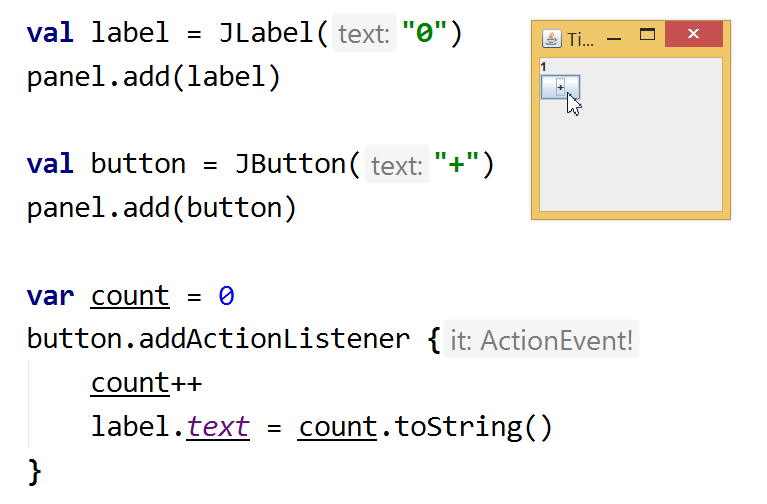 val label = JLabel( text: "0")
panel.add(label)
val button = JButton( text: "+")
panel.add(button)
var count = 0
button.addActionListener { it: ActionEvent!
    count++
    label.text = count.toString()
}
Ti...
1
+